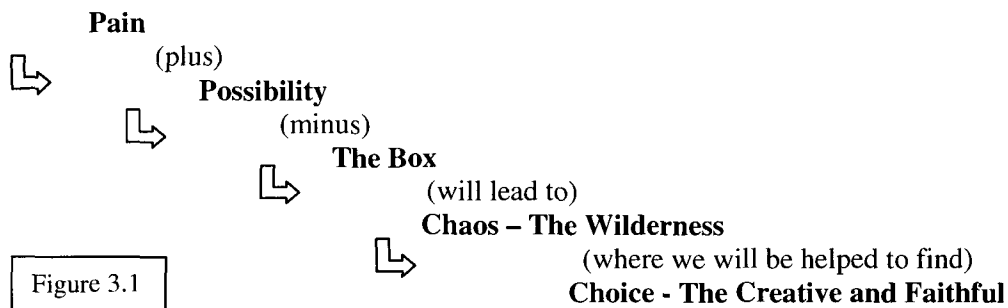 Pain
(plus)
Possibility
(minus)
The Box
(will lead to)
Chaos – The Wilderness
(where we will be helped to find)
Choice - The Creative and Faithful
Figure 3.1